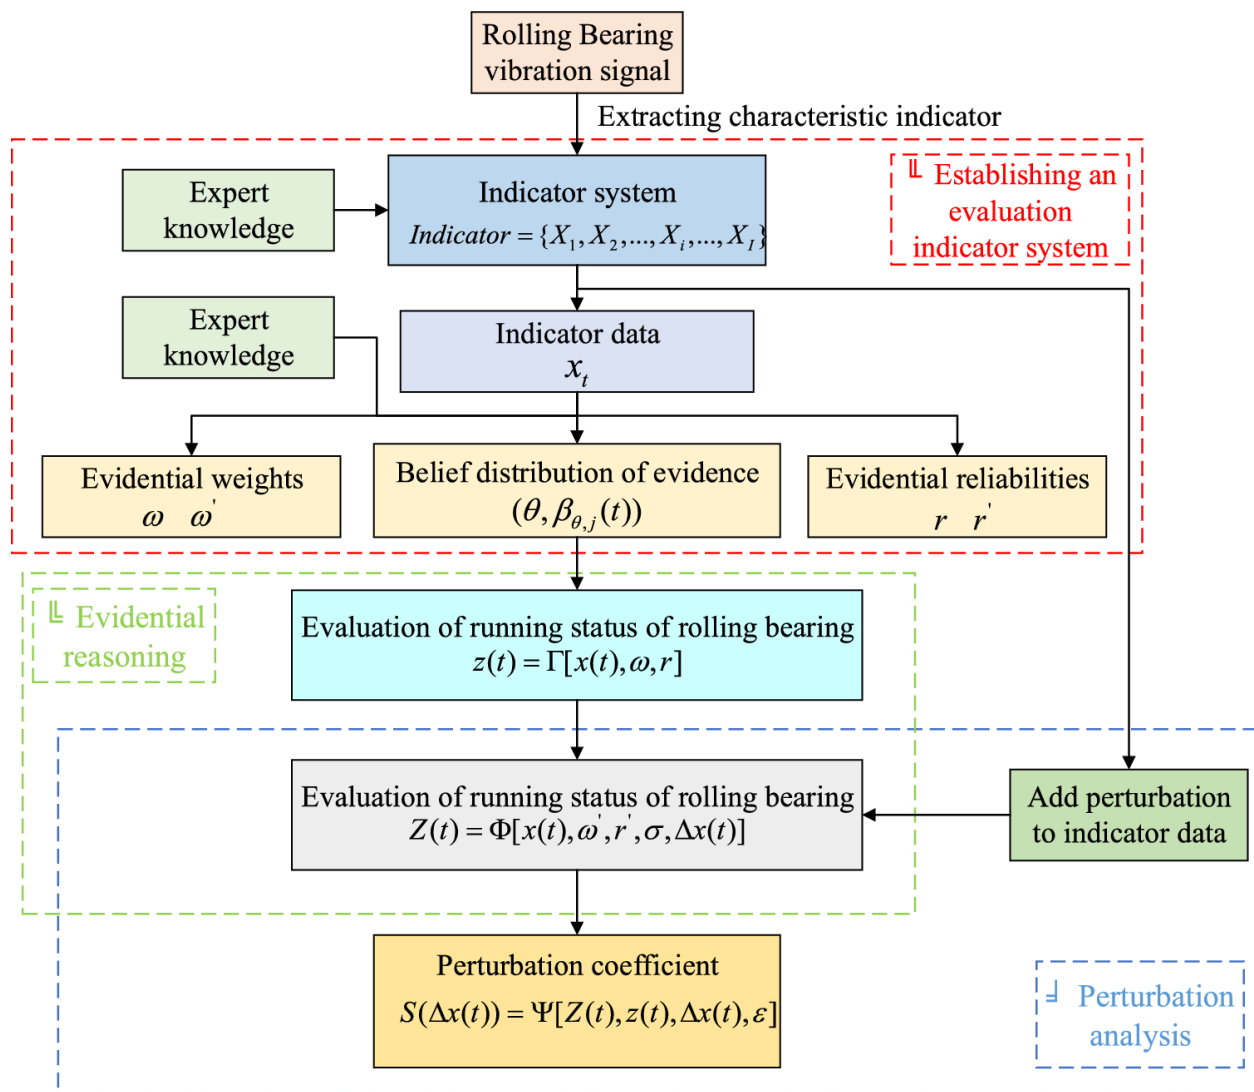 Rolling Bearing
vibration signal
Extracting characteristic indicator
Expert
knowledge
Indicator system
Indicator = {X₁, X₂,..., Xᵢ,..., X_I}
╙ Establishing an
evaluation
indicator system
Expert
knowledge
Indicator data
xₜ
Evidential weights
ω ω'
Belief distribution of evidence
(θ, β_{θ,j}(t))
Evidential reliabilities
r r'
╙ Evidential
reasoning
Evaluation of running status of rolling bearing
z(t) = Γ[x(t), ω, r]
Evaluation of running status of rolling bearing
Z(t) = Φ[x(t), ω', r', σ, Δx(t)]
Add perturbation
to indicator data
Perturbation coefficient
S(Δx(t)) = Ψ[Z(t), z(t), Δx(t), ε]
╜ Perturbation
analysis